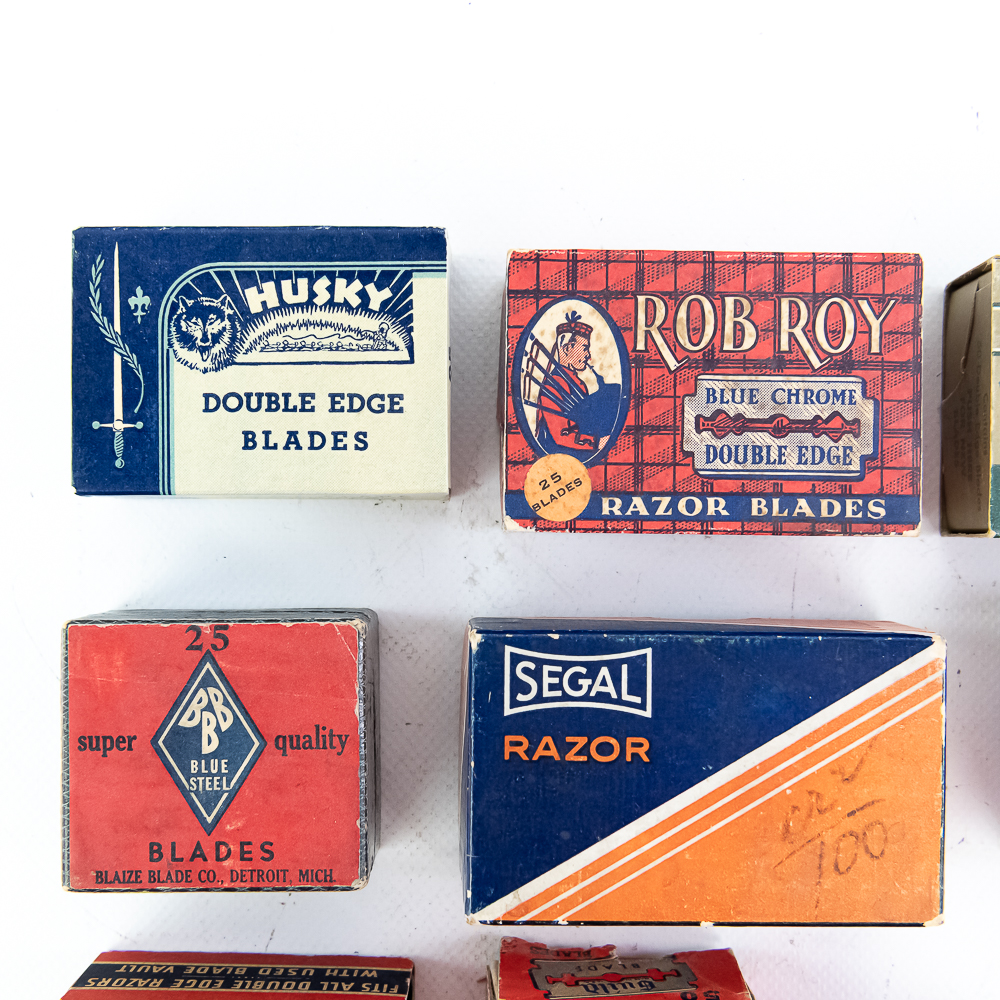 HUSKY
DOUBLE EDGE
BLADES
ROB ROY
BLUE CHROME
DOUBLE EDGE
25
BLADES
RAZOR BLADES
25
BBB
super quality
BLUE
STEEL
BLADES
BLAIZE BLADE CO., DETROIT, MICH.
SEGAL
RAZOR
100
FITS ALL DOUBLE EDGE RAZORS
WITH USED BLADE VAULT